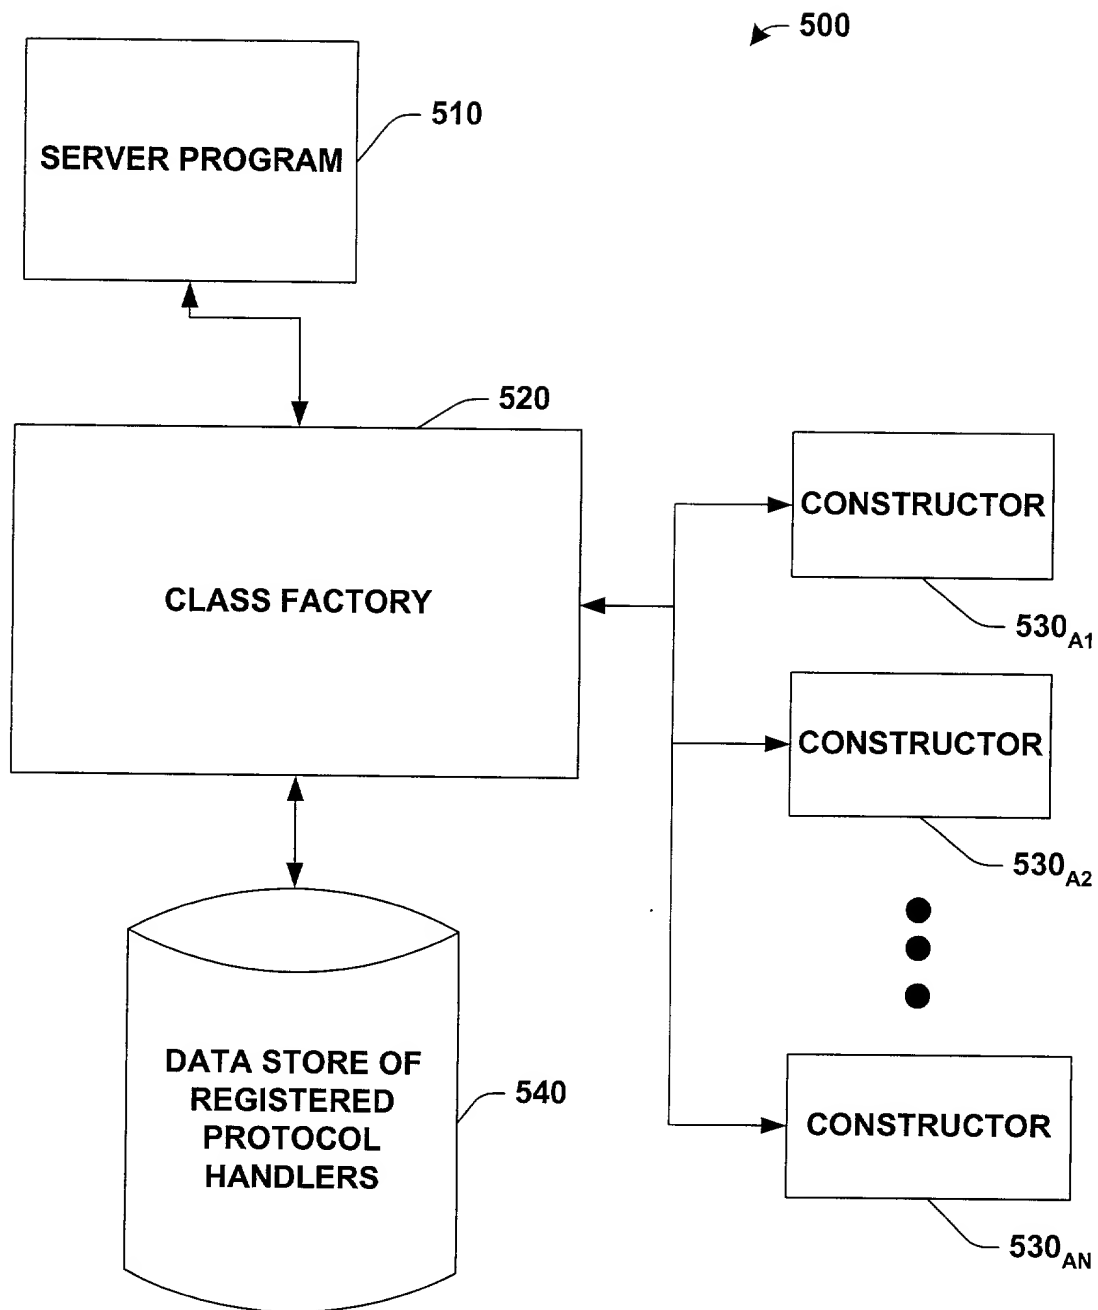 500
510
SERVER PROGRAM
520
CONSTRUCTOR
530A1
CLASS FACTORY
CONSTRUCTOR
530A2
DATA STORE OF
REGISTERED
PROTOCOL
HANDLERS
540
CONSTRUCTOR
530AN